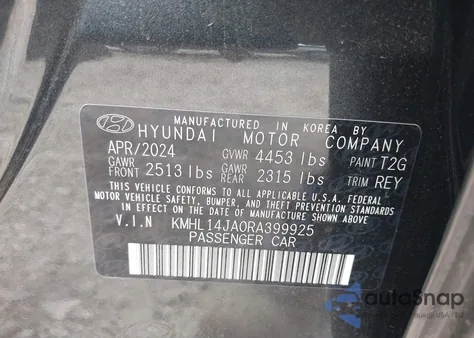 MANUFACTURED IN KOREA BY
HYUNDAI MOTOR COMPANY
APR/2024 GVWR 4453 lbs PAINT T2G
GAWR FRONT 2513 lbs GAWR REAR 2315 lbs TRIM REY
THIS VEHICLE CONFORMS TO ALL APPLICABLE U.S.A. FEDERAL
MOTOR VEHICLE SAFETY, BUMPER, AND THEFT PREVENTION
STANDARDS IN EFFECT ON THE DATE OF MANUFACTURE SHOWN ABOVE.
V.I.N KMHL14JA0RA399925
PASSENGER CAR
autoSnap